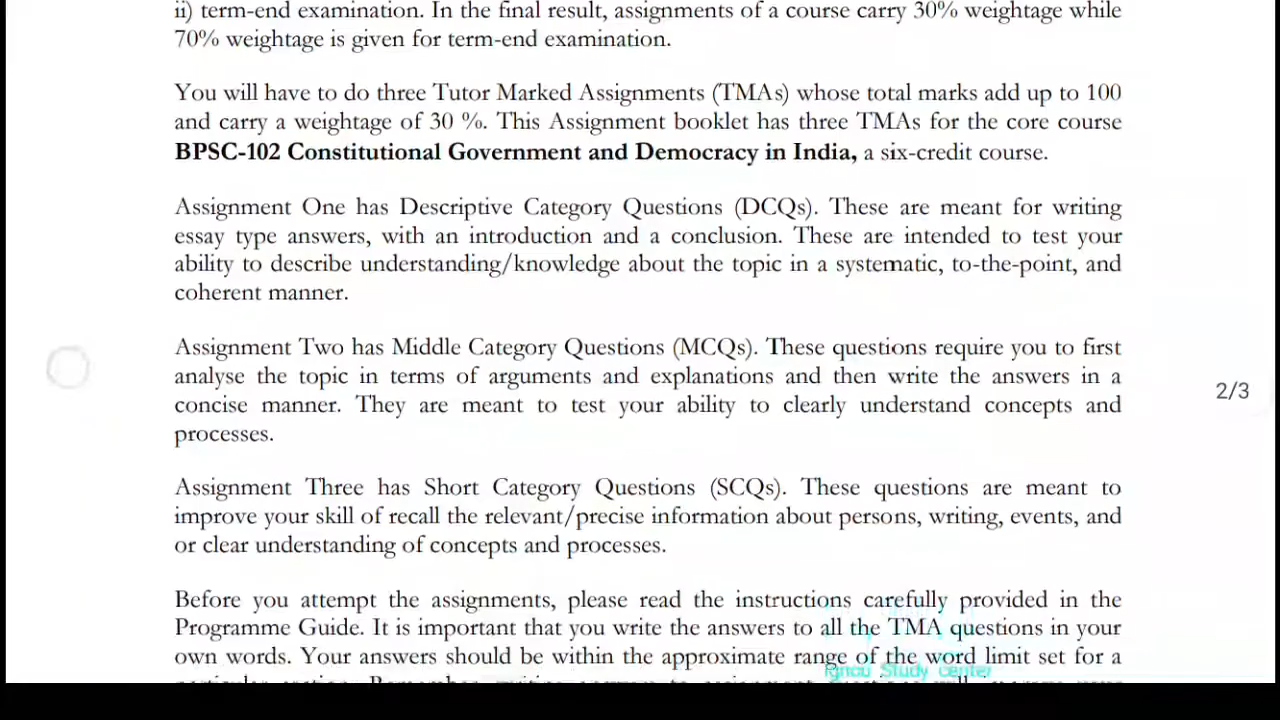 ii) term-end examination. In the final result, assignments of a course carry 30% weightage while
70% weightage is given for term-end examination.
You will have to do three Tutor Marked Assignments (TMAs) whose total marks add up to 100
and carry a weightage of 30 %. This Assignment booklet has three TMAs for the core course
BPSC-102 Constitutional Government and Democracy in India, a six-credit course.
Assignment One has Descriptive Category Questions (DCQs). These are meant for writing
essay type answers, with an introduction and a conclusion. These are intended to test your
ability to describe understanding/knowledge about the topic in a systematic, to-the-point, and
coherent manner.
Assignment Two has Middle Category Questions (MCQs). These questions require you to first
analyse the topic in terms of arguments and explanations and then write the answers in a
concise manner. They are meant to test your ability to clearly understand concepts and
processes.
2/3
Assignment Three has Short Category Questions (SCQs). These questions are meant to
improve your skill of recall the relevant/precise information about persons, writing, events, and
or clear understanding of concepts and processes.
Before you attempt the assignments, please read the instructions carefully provided in the
Programme Guide. It is important that you write the answers to all the TMA questions in your
own words. Your answers should be within the approximate range of the word limit set for a
Ignou Study center